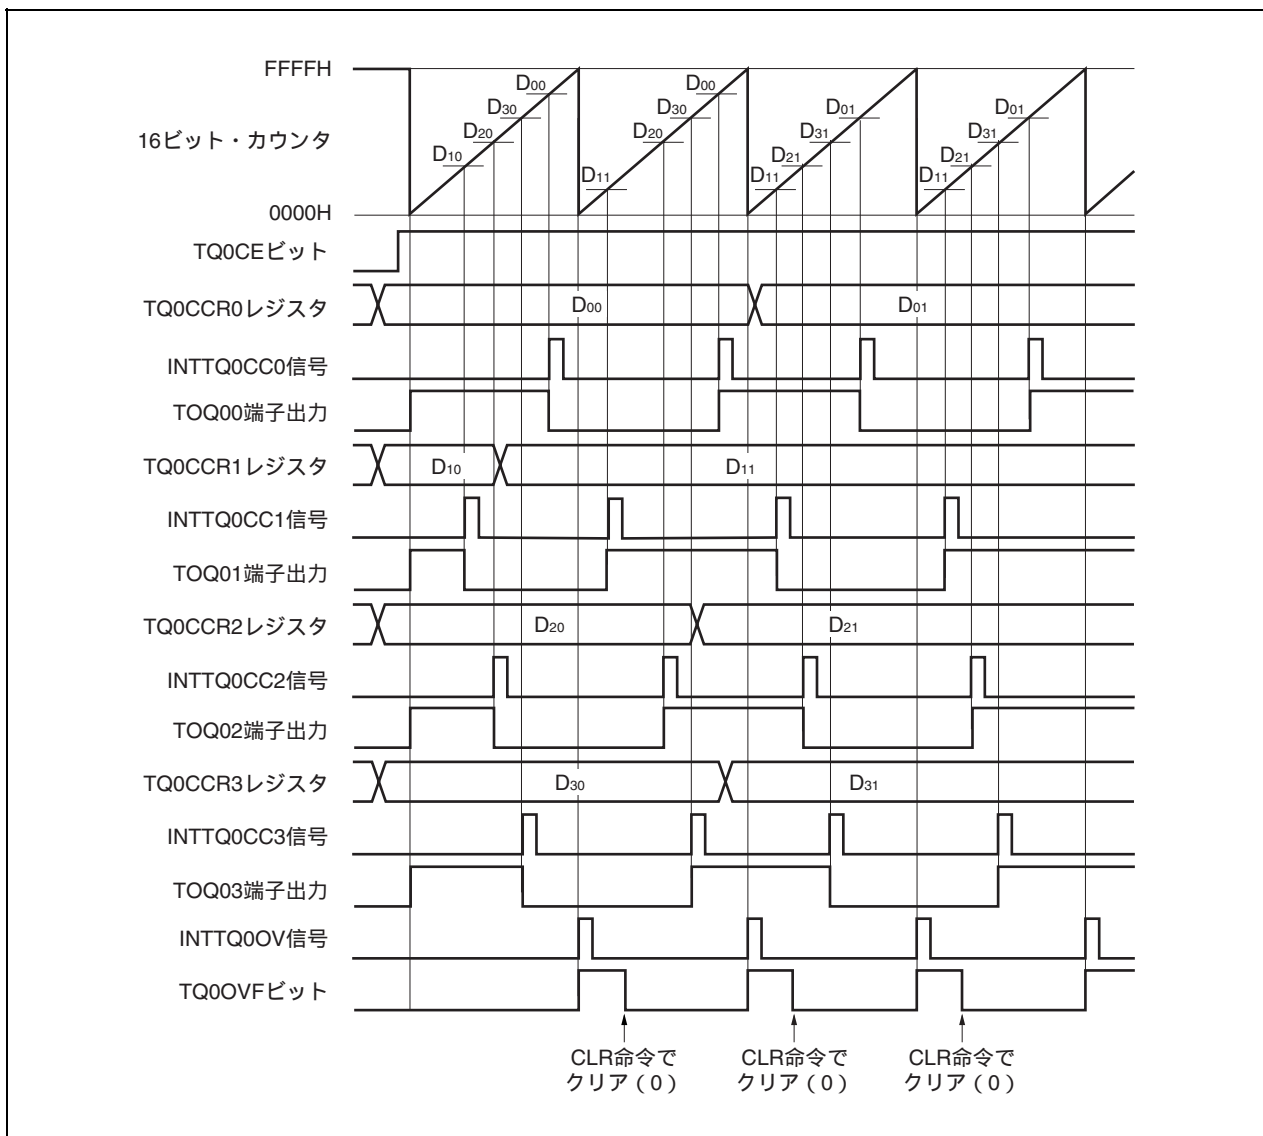 FFFFH
D00
D00
D30
D30
D01
D01
16ビット・カウンタ
D20
D20
D31
D31
D10
D21
D21
D11
D11
D11
0000H
TQ0CEビット
TQ0CCR0レジスタ
D00
D01
INTTQ0CC0信号
TOQ00端子出力
TQ0CCR1レジスタ
D10
D11
INTTQ0CC1信号
TOQ01端子出力
TQ0CCR2レジスタ
D20
D21
INTTQ0CC2信号
TOQ02端子出力
TQ0CCR3レジスタ
D30
D31
INTTQ0CC3信号
TOQ03端子出力
INTTQ0OV信号
TQ0OVFビット
CLR命令で
クリア（0）
CLR命令で
クリア（0）
CLR命令で
クリア（0）